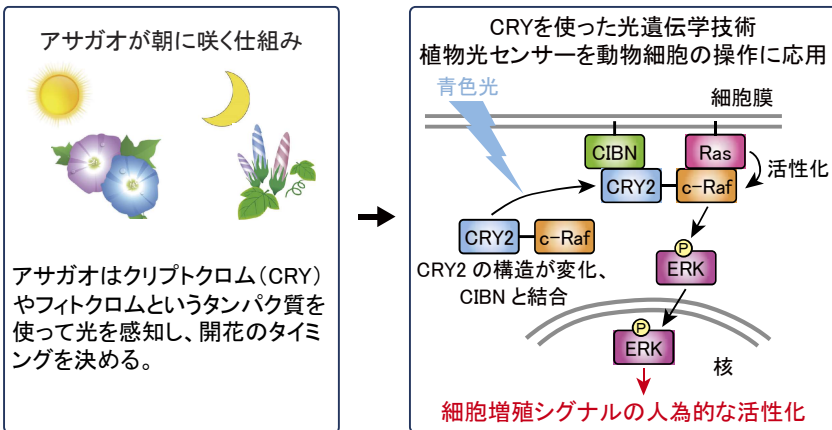 アサガオが朝に咲く仕組み
アサガオはクリプトクロム（CRY）
やフィトクロムというタンパク質を
使って光を感知し、開花のタイミ
ングを決める。
CRYを使った光遺伝学技術
植物光センサーを動物細胞の操作に応用
青色光
細胞膜
CIBN
Ras
活性化
CRY2
c-Raf
CRY2
c-Raf
CRY2 の構造が変化、
CIBN と結合
P
ERK
P
ERK
核
細胞増殖シグナルの人為的な活性化